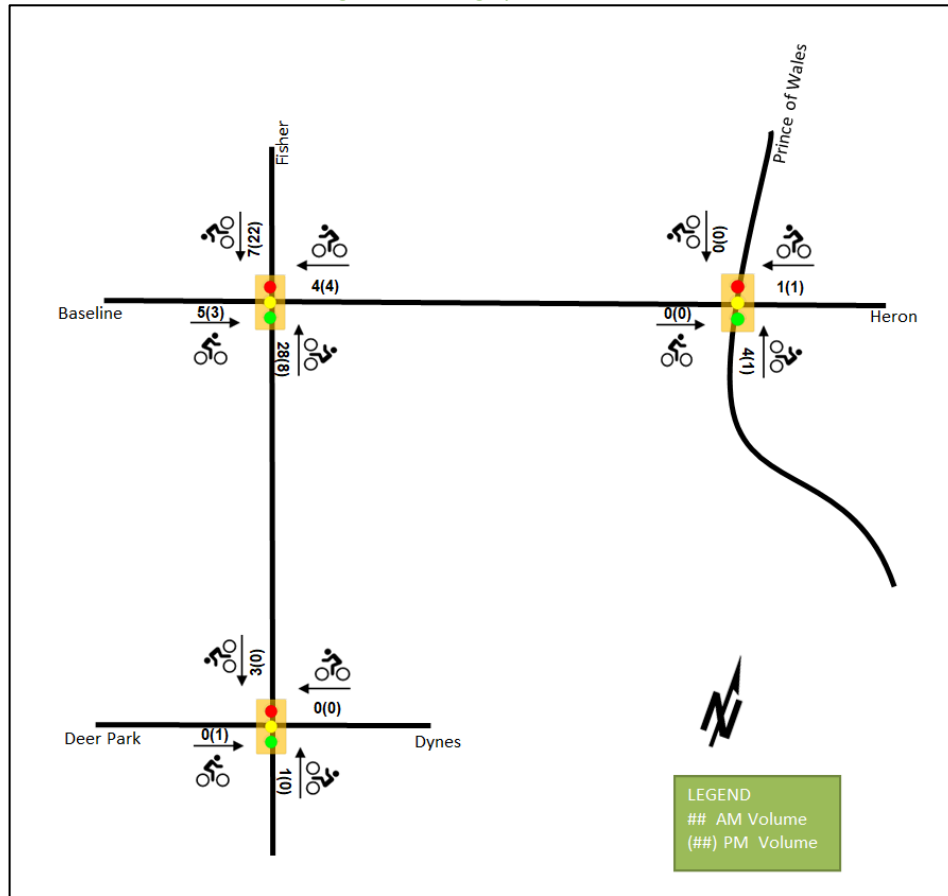 Prince of Wales
Fisher
7(22)
4(4)
0(0)
1(1)
Baseline
5(3)
28(8)
0(0)
4(1)
Heron
3(0)
0(0)
Deer Park
0(1)
1(0)
Dynes
N
LEGEND
## AM Volume
(##) PM Volume